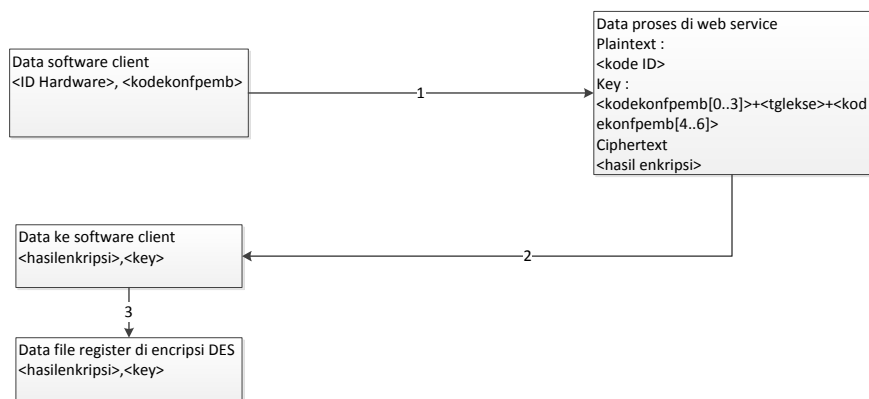 Data software client
<ID Hardware>, <kodekonfpemb>
1
Data proses di web service
Plaintext :
<kode ID>
Key :
<kodekonfpemb[0..3]>+<tglekse>+<kod
ekonfpemb[4..6]>
Ciphertext
<hasil enkripsi>
2
Data ke software client
<hasilenkripsi>,<key>
3
Data file register di encripsi DES
<hasilenkripsi>,<key>